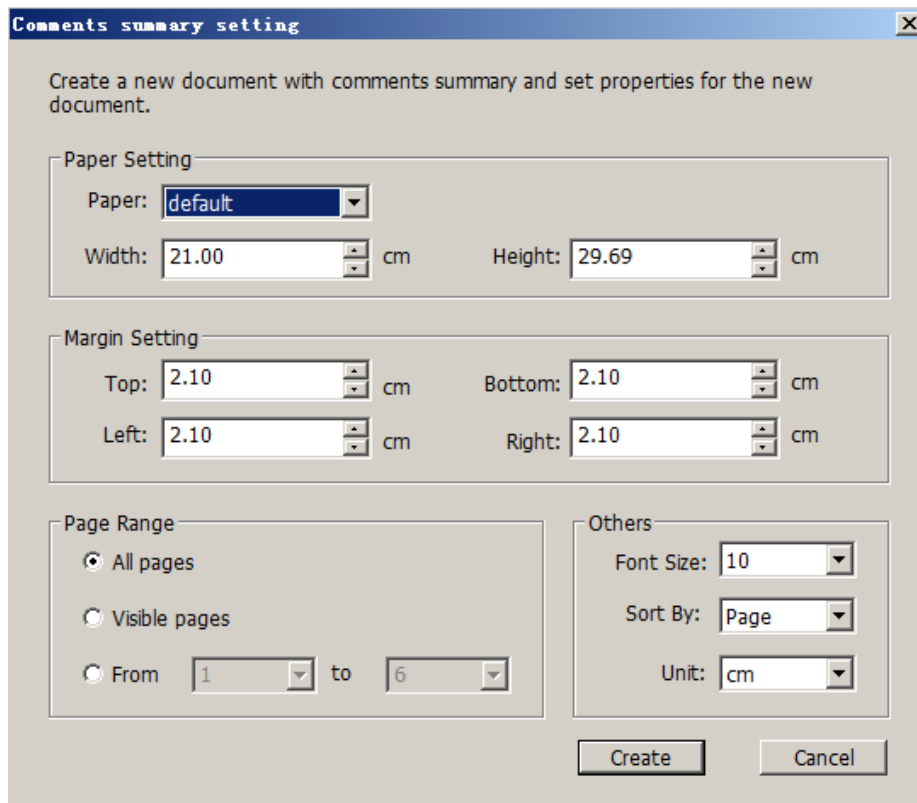 Comments summary setting
Create a new document with comments summary and set properties for the new
document.
Paper Setting
Paper: default
Width: 21.00 cm Height: 29.69 cm
Margin Setting
Top: 2.10 cm Bottom: 2.10 cm
Left: 2.10 cm Right: 2.10 cm
Page Range
All pages
Visible pages
From 1 to 6
Others
Font Size: 10
Sort By: Page
Unit: cm
Create Cancel